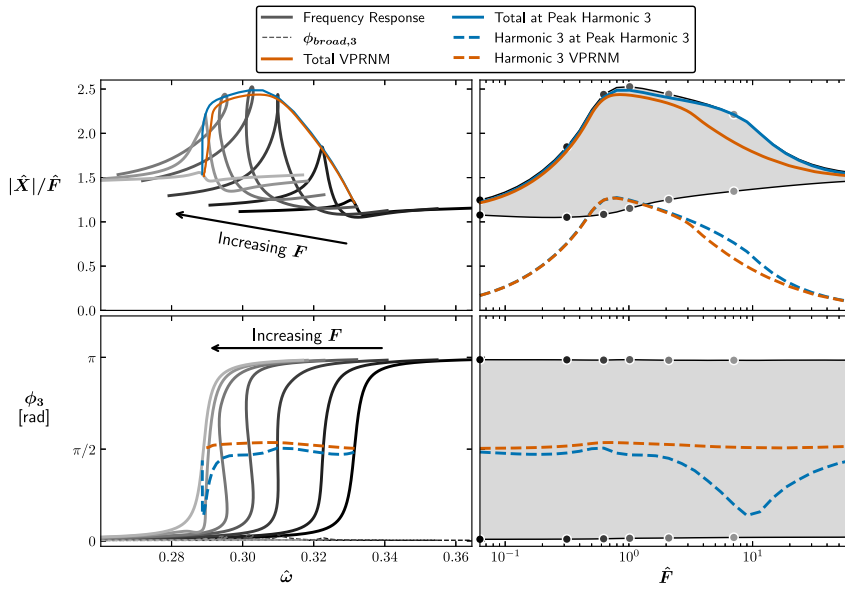 Frequency Response
ϕbroad,3
Total VPRNM
Total at Peak Harmonic 3
Harmonic 3 at Peak Harmonic 3
Harmonic 3 VPRNM
|X̂|/F̂
2.5
2.0
1.5
1.0
0.5
0.0
Increasing F
ϕ3
[rad]
π
π/2
0
Increasing F
0.28
0.30
0.32
0.34
0.36
ω̂
10⁻¹
10⁰
10¹
F̂